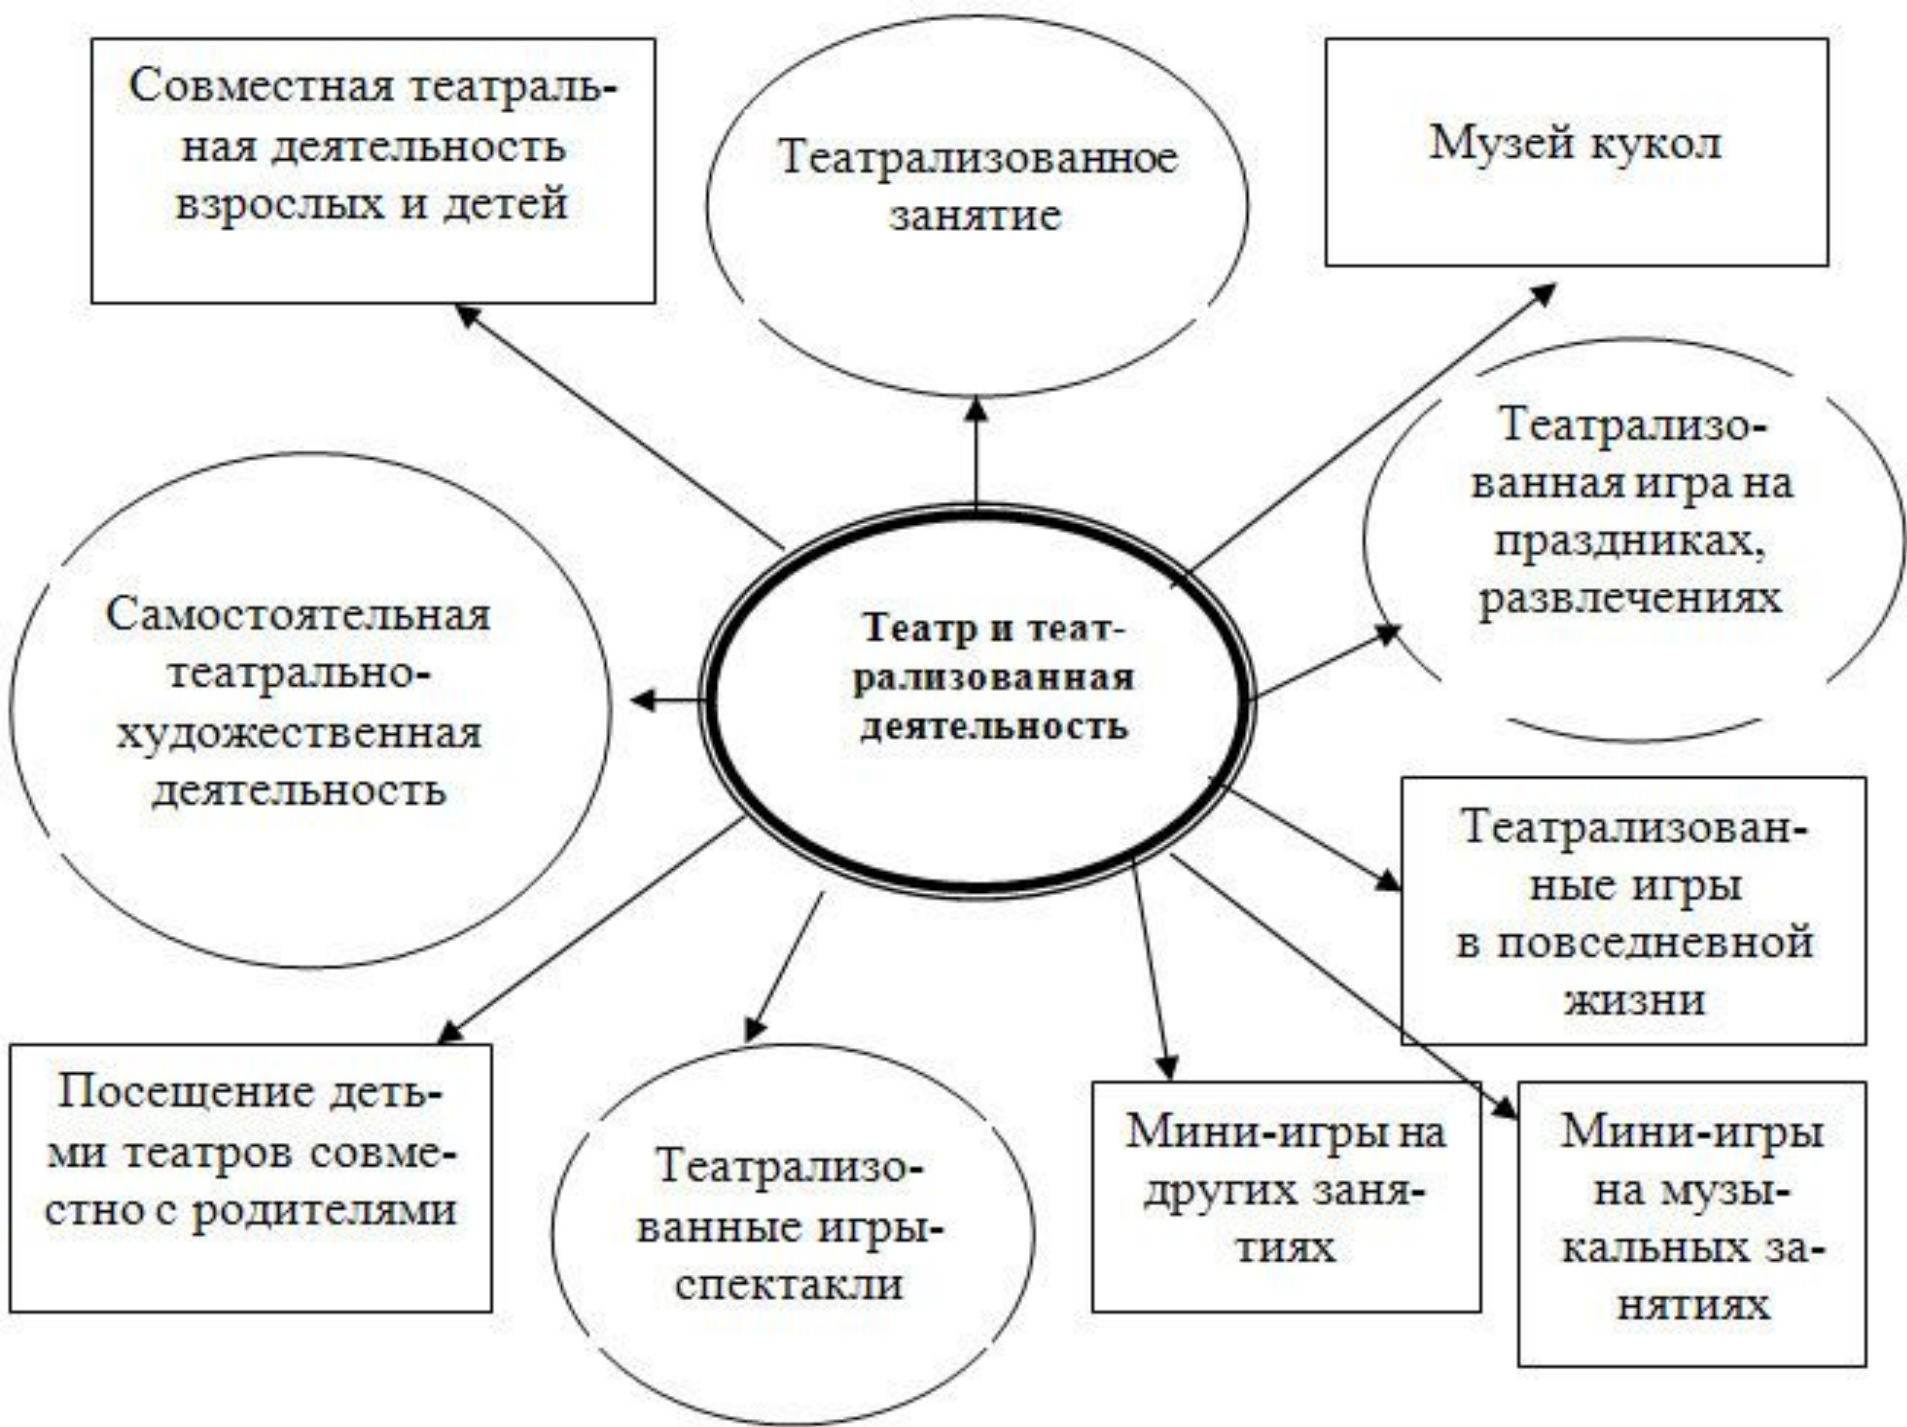 Совместная театраль-
ная деятельность
взрослых и детей
Театрализованное
занятие
Музей кукол
Театрализо-
ванная игра на
праздниках,
развлечениях
Самостоятельная
театрально-
художественная
деятельность
Театр и теат-
рализованная
деятельность
Театрализован-
ные игры
в повседневной
жизни
Посещение деть-
ми театров совме-
стно с родителями
Театрализо-
ванные игры-
спектакли
Мини-игры на
других заня-
тиях
Мини-игры
на музы-
кальных за-
нятиях